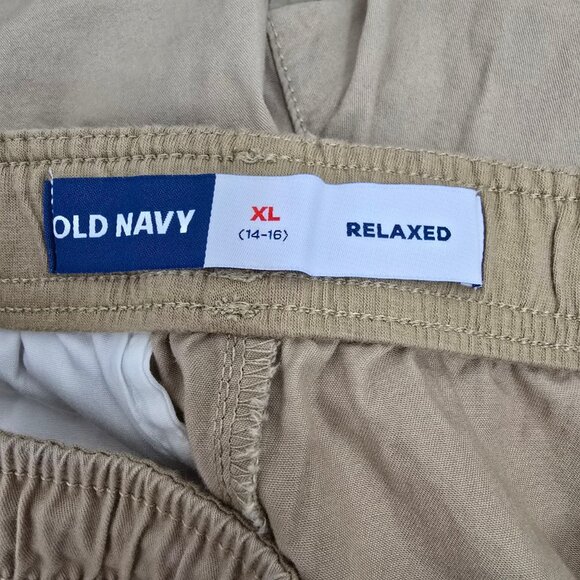 OLD NAVY
XL
(14-16)
RELAXED